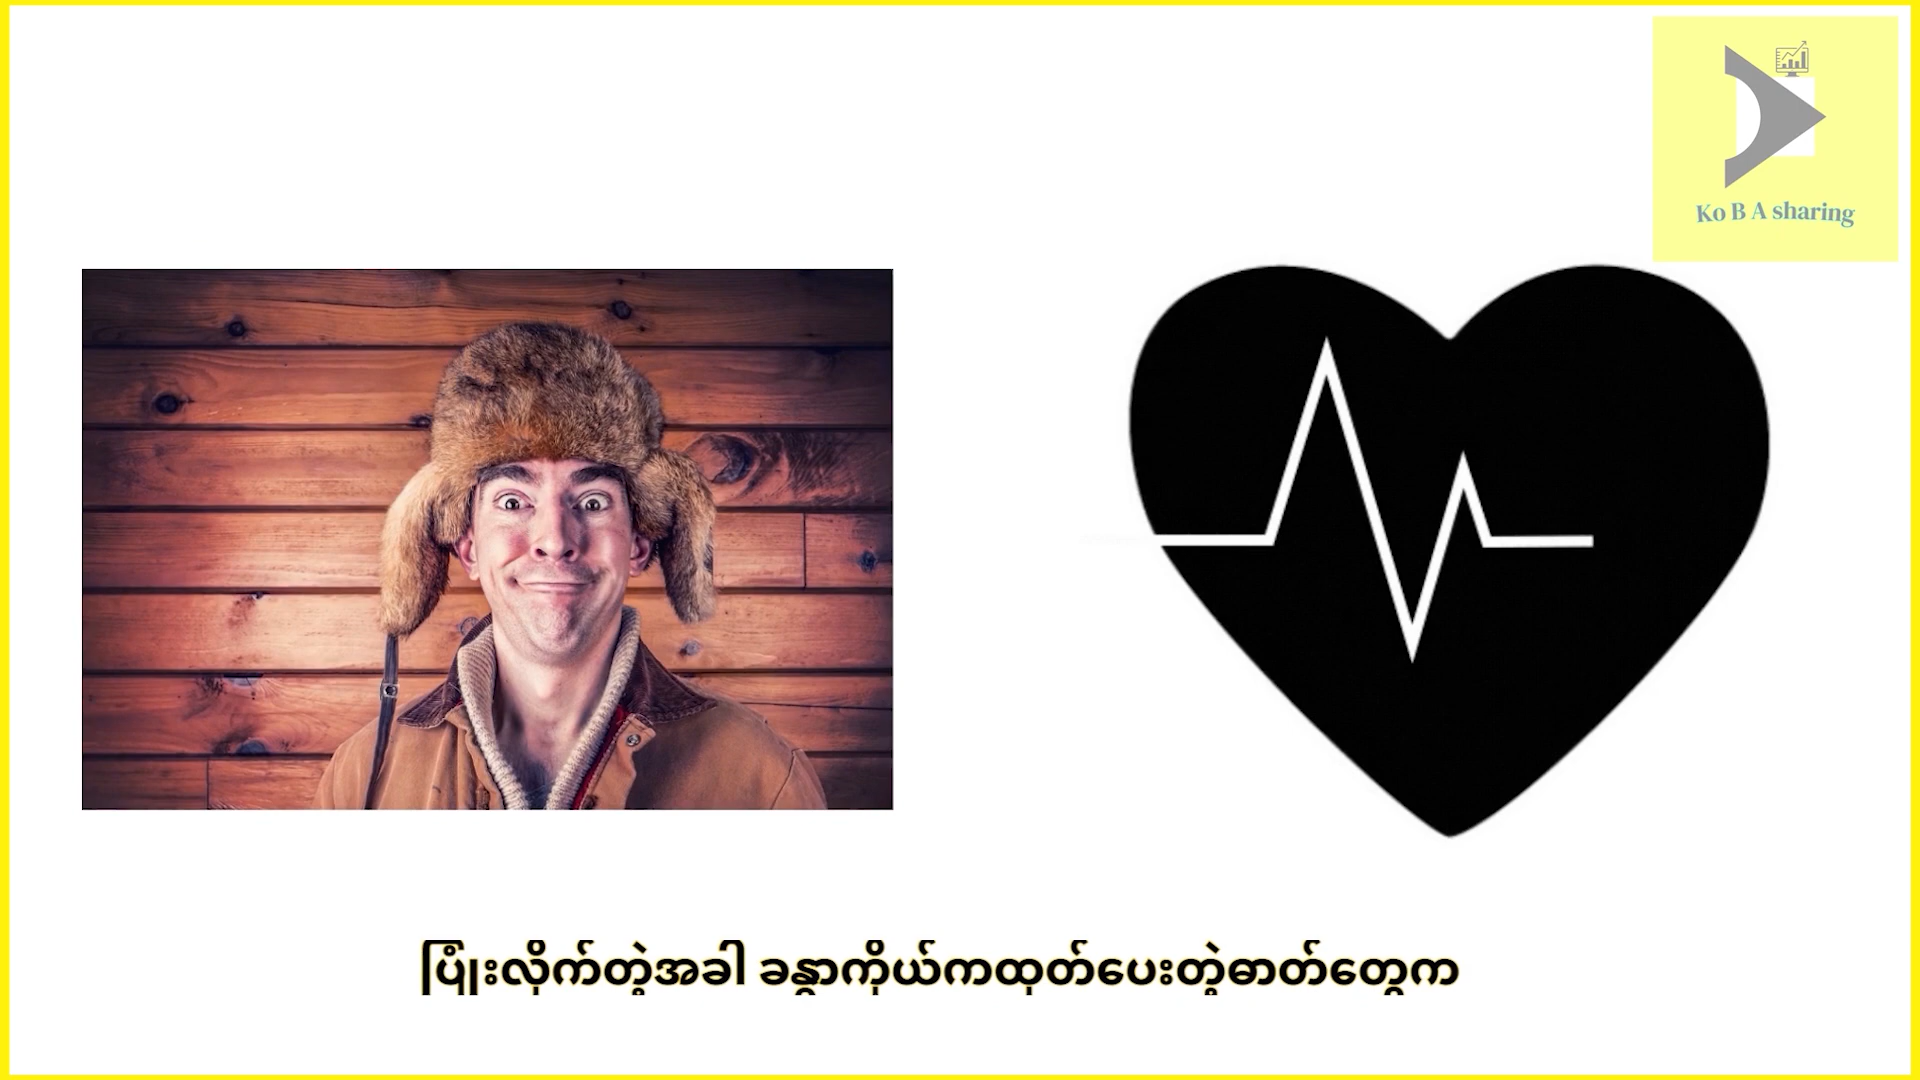 Ko B A sharing
ပြုံးလိုက်တဲ့အခါ ခန္ဓာကိုယ်ကထုတ်ပေးတဲ့ဓာတ်တွေက